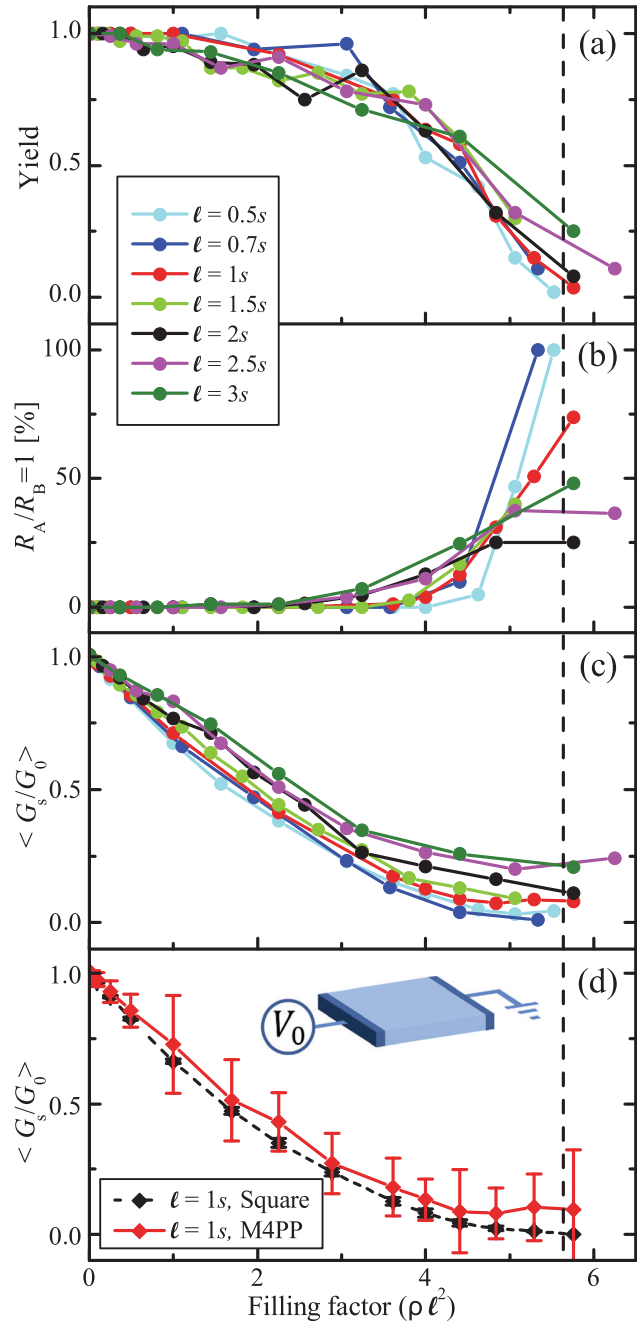 (a)
1.0
0.5
0.0
Yield
ℓ = 0.5s
ℓ = 0.7s
ℓ = 1s
ℓ = 1.5s
ℓ = 2s
ℓ = 2.5s
ℓ = 3s
(b)
100
50
0
R_A/R_B=1 [%]
(c)
1.0
0.5
0.0
< G_s/G_0 >
(d)
1.0
0.5
0.0
< G_s/G_0 >
V_0
ℓ = 1s, Square
ℓ = 1s, M4PP
0 2 4 6
Filling factor (ρ ℓ²)